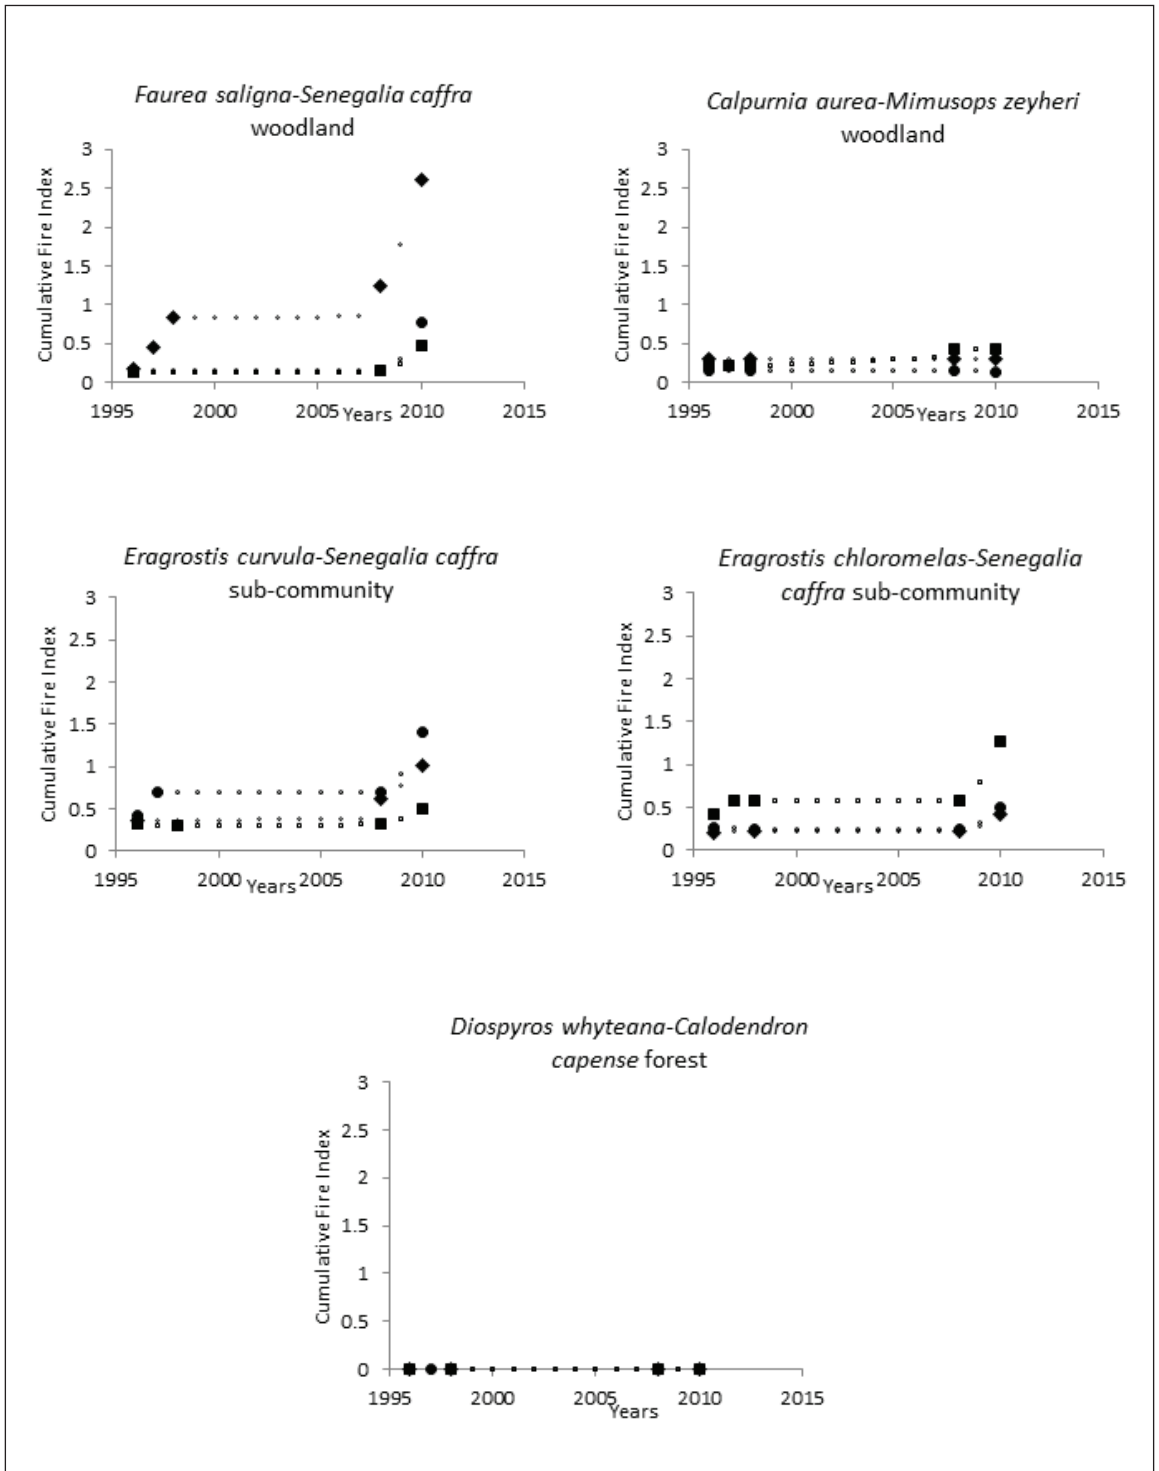 Faurea saligna-Senegalia caffra
woodland
3
2.5
2
1.5
1
0.5
0
Cumulative Fire Index
1995 2000 2005 2010 2015
Years
Calpurnia aurea-Mimusops zeyheri
woodland
3
2.5
2
1.5
1
0.5
0
Cumulative Fire Index
1995 2000 2005 2010 2015
Years
Eragrostis curvula-Senegalia caffra
sub-community
3
2.5
2
1.5
1
0.5
0
Cumulative Fire Index
1995 2000 2005 2010 2015
Years
Eragrostis chloromelas-Senegalia
caffra sub-community
3
2.5
2
1.5
1
0.5
0
Cumulative Fire Index
1995 2000 2005 2010 2015
Years
Diospyros whyteana-Calodendron
capense forest
3
2.5
2
1.5
1
0.5
0
Cumulative Fire Index
1995 2000 2005 2010 2015
Years